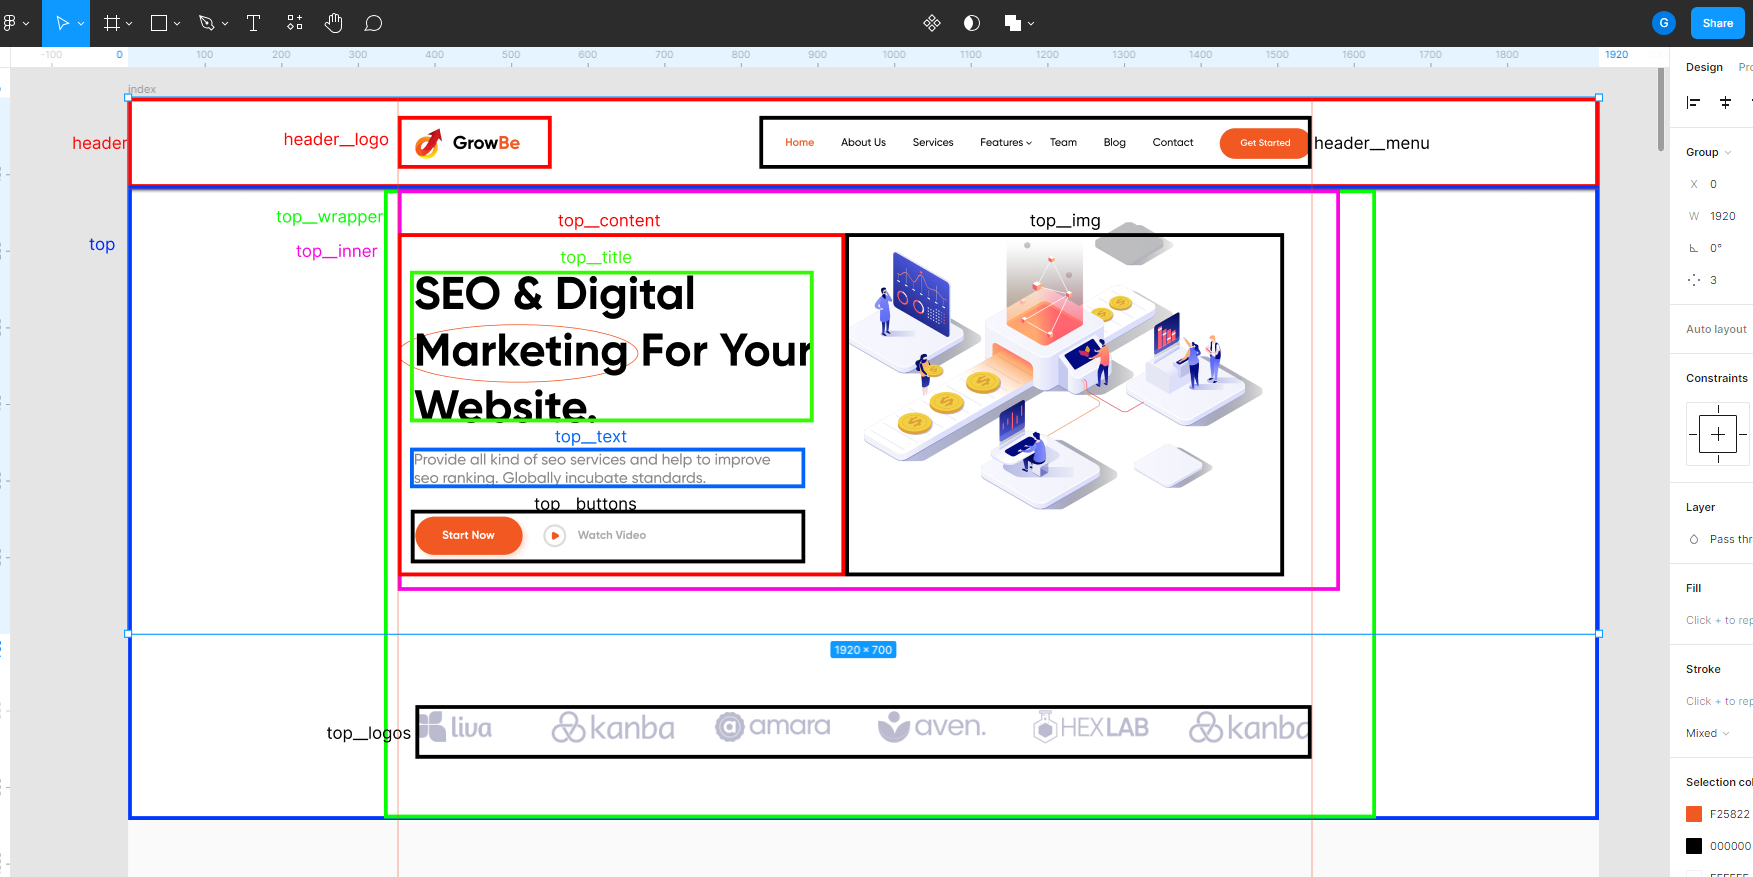 G
Share
-100 0 100 200 300 400 500 600 700 800 900 1000 1100 1200 1300 1400 1500 1600 1700 1800 1920
Design
index
header
header__logo
GrowBe
Home About Us Services Features Team Blog Contact Get Started
header__menu
top
top__wrapper
top__inner
top__content
top__img
top__title
SEO & Digital
Marketing For Your
Website.
top__text
Provide all kind of seo services and help to improve
seo ranking. Globally incubate standards.
top__buttons
Start Now
Watch Video
1920 × 700
top__logos
liva
kanba
amara
aven.
HEXLAB
kanba
Group
X 0
W 1920
0°
3
Auto layout
Constraints
Layer
Pass thr
Fill
Click + to rep
Stroke
Click + to rep
Mixed
Selection col
F25822
000000